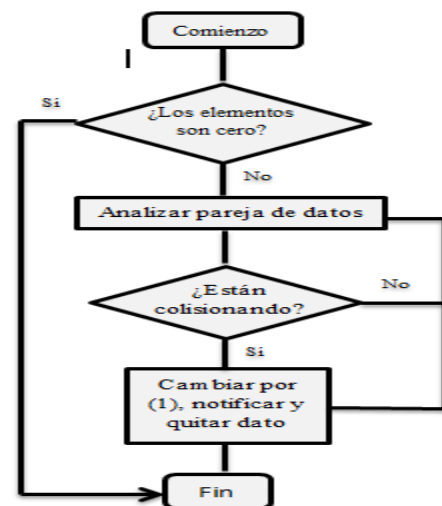 Comienzo
Si
¿Los elementos
son cero?
No
Analizar pareja de datos
¿Están
colisionando?
No
Si
Cambiar por
(1), notificar y
quitar dato
Fin